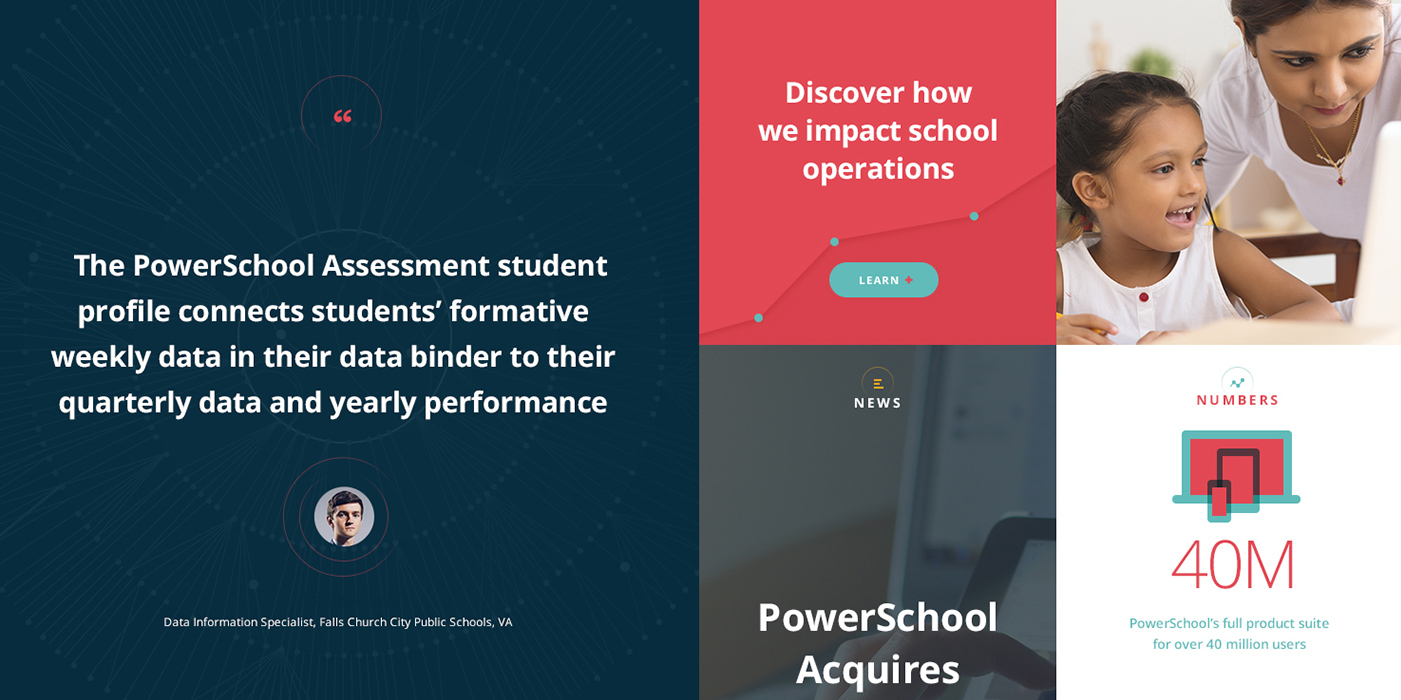 “
The PowerSchool Assessment student
profile connects students’ formative
weekly data in their data binder to their
quarterly data and yearly performance
Data Information Specialist, Falls Church City Public Schools, VA
Discover how
we impact school
operations
LEARN +
NEWS
PowerSchool
Acquires
NUMBERS
40M
PowerSchool’s full product suite
for over 40 million users